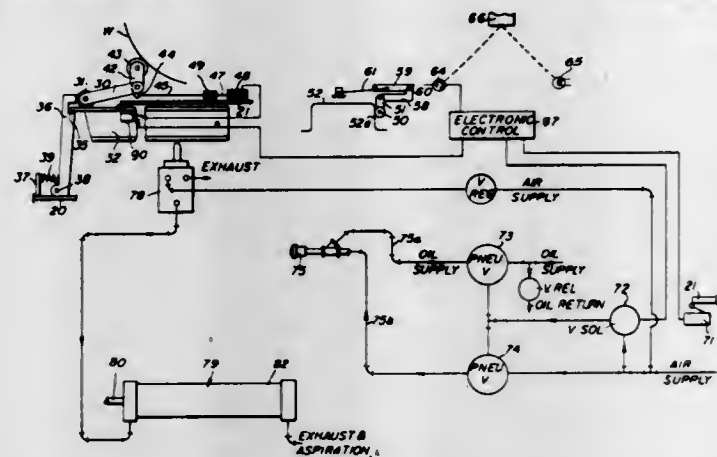 66
W
43
44
42
49
47
48
59
61
64
65
31
30
45
60
36
52
58
51
50
52a
21
35
ELECTRONIC
CONTROL
67
32
90
39
37
38
EXHAUST
20
78
V
REG
AIR
SUPPLY
75a
73
75
OIL
SUPPLY
PNEU
V
OIL
SUPPLY
V REL
OIL RETURN
72
21
V SOL
71
75b
74
80
79
82
PNEU
V
AIR
SUPPLY
EXHAUST &
ASPIRATION